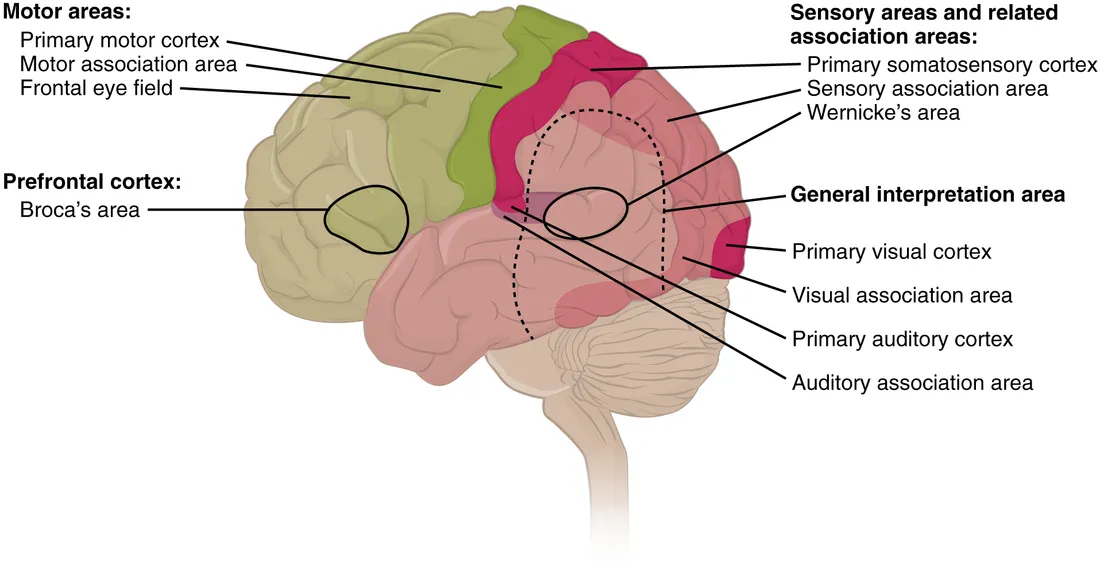 Motor areas:
Primary motor cortex
Motor association area
Frontal eye field
Prefrontal cortex:
Broca's area
Sensory areas and related
association areas:
Primary somatosensory cortex
Sensory association area
Wernicke's area
General interpretation area
Primary visual cortex
Visual association area
Primary auditory cortex
Auditory association area